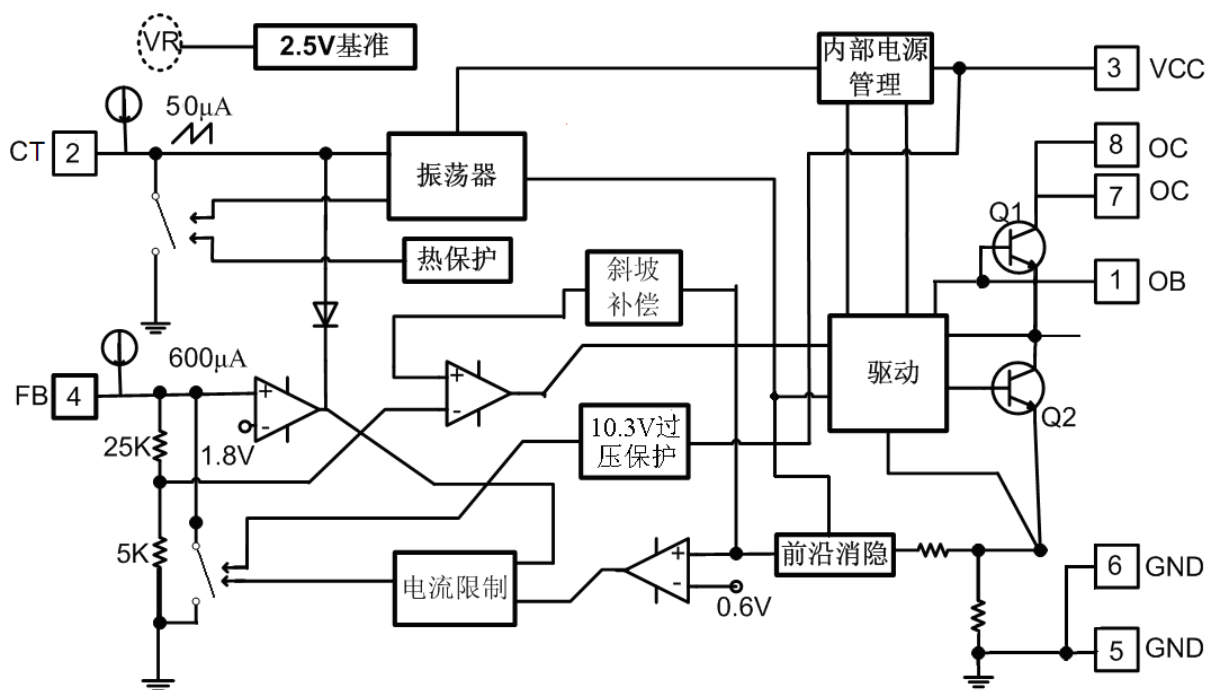 VR
2.5V基准
内部电源
管理
3
VCC
50μA
CT
2
振荡器
8
OC
7
OC
Q1
热保护
斜坡
补偿
1
OB
600μA
FB
4
+
-
1.8V
+
-
驱动
Q2
25K
10.3V过
压保护
5K
电流限制
+
-
0.6V
前沿消隐
6
GND
5
GND